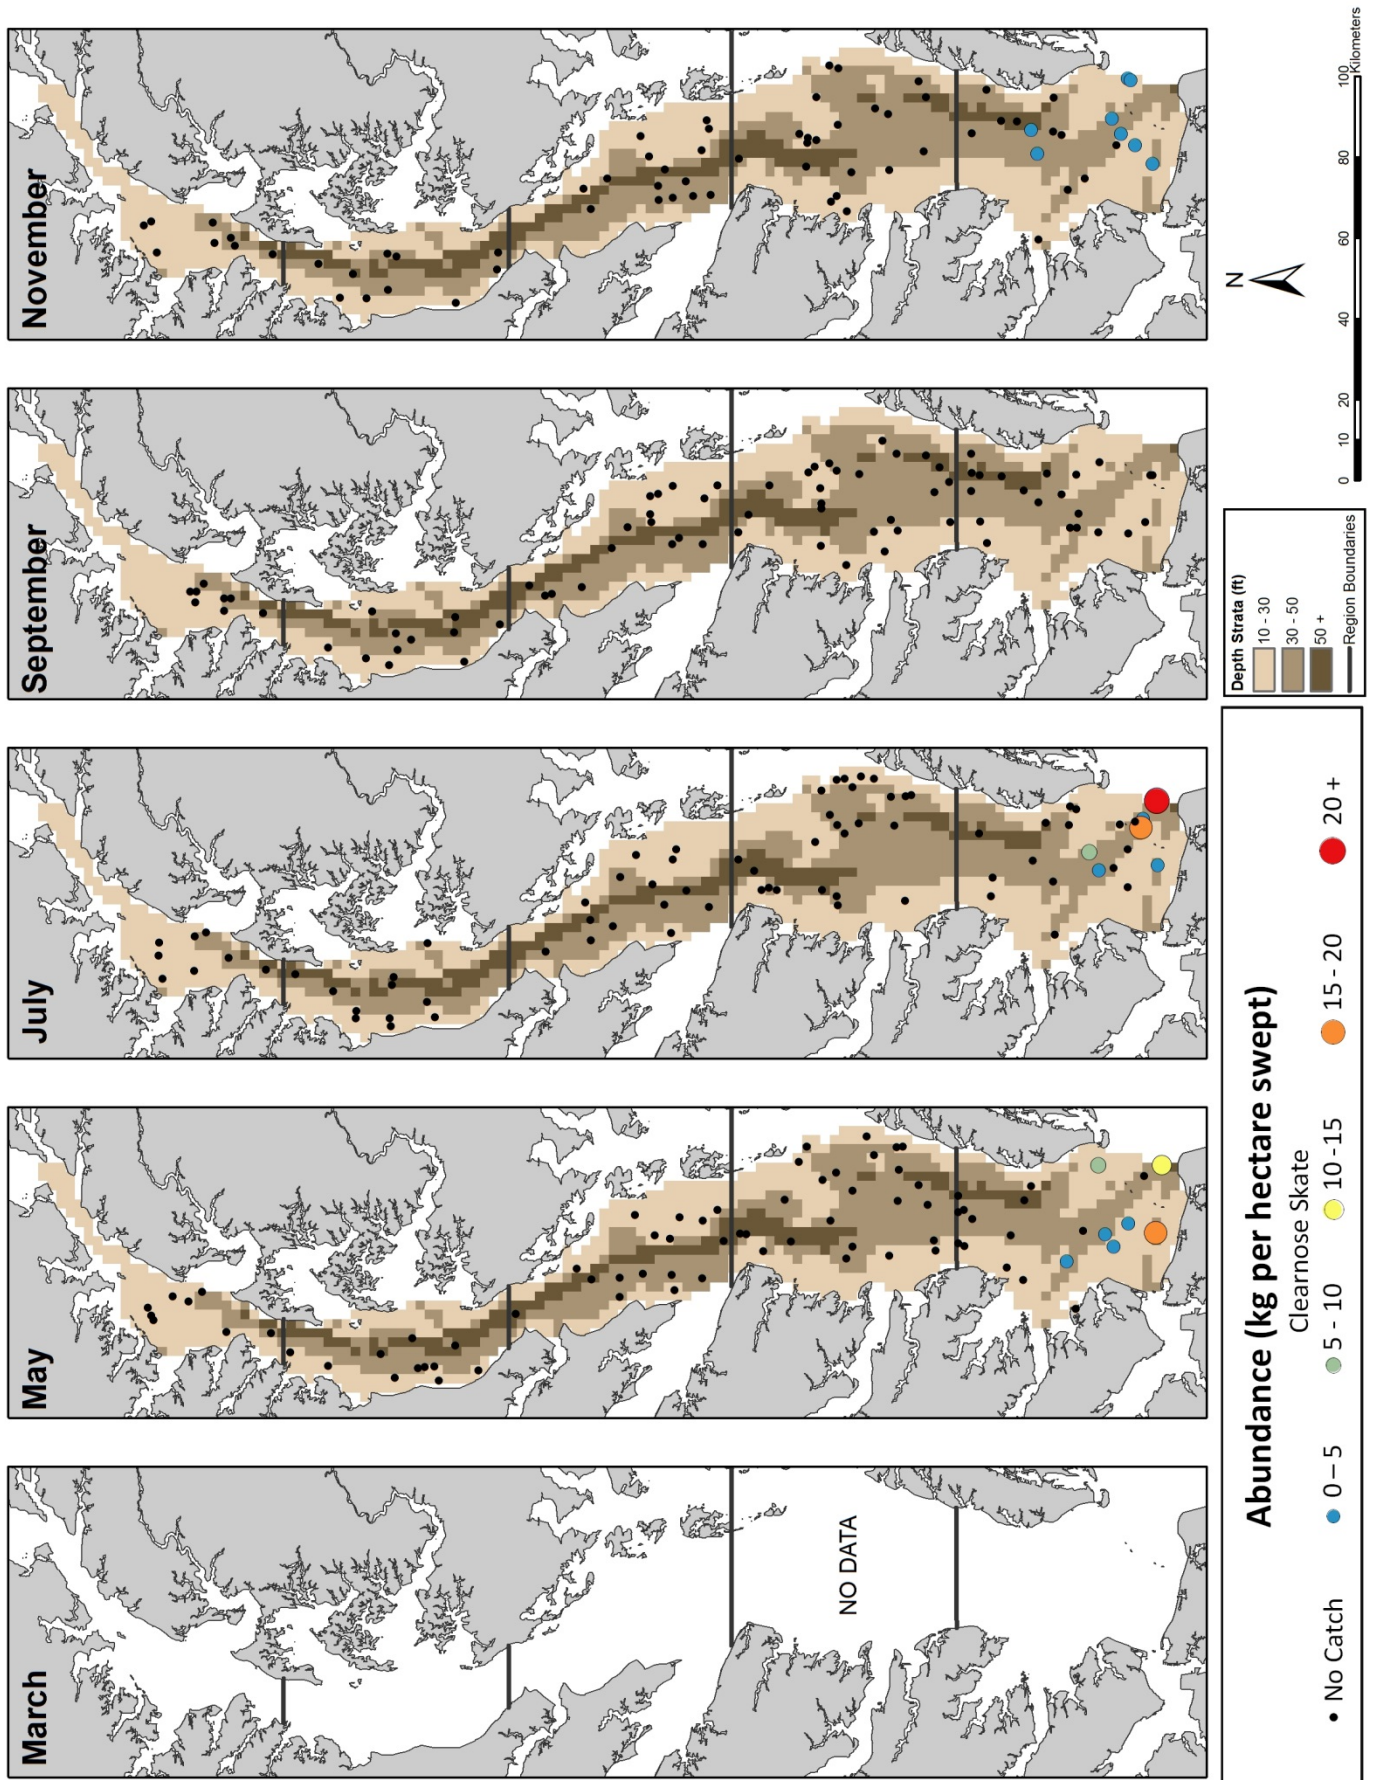 March
May
July
September
November
NO DATA
Abundance (kg per hectare swept)
Clearnose Skate
No Catch
0 – 5
5 - 10
10 -15
15 - 20
20 +
Depth Strata (ft)
10 - 30
30 - 50
50 +
Region Boundaries
N
0 10 20 40 60 80 100
Kilometers